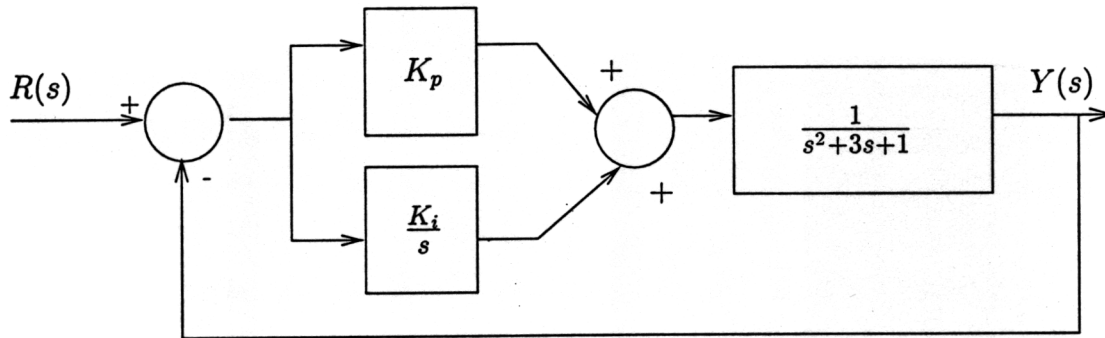 R(s)
+
-
K_p
K_i
s
+
+
1
s^2+3s+1
Y(s)